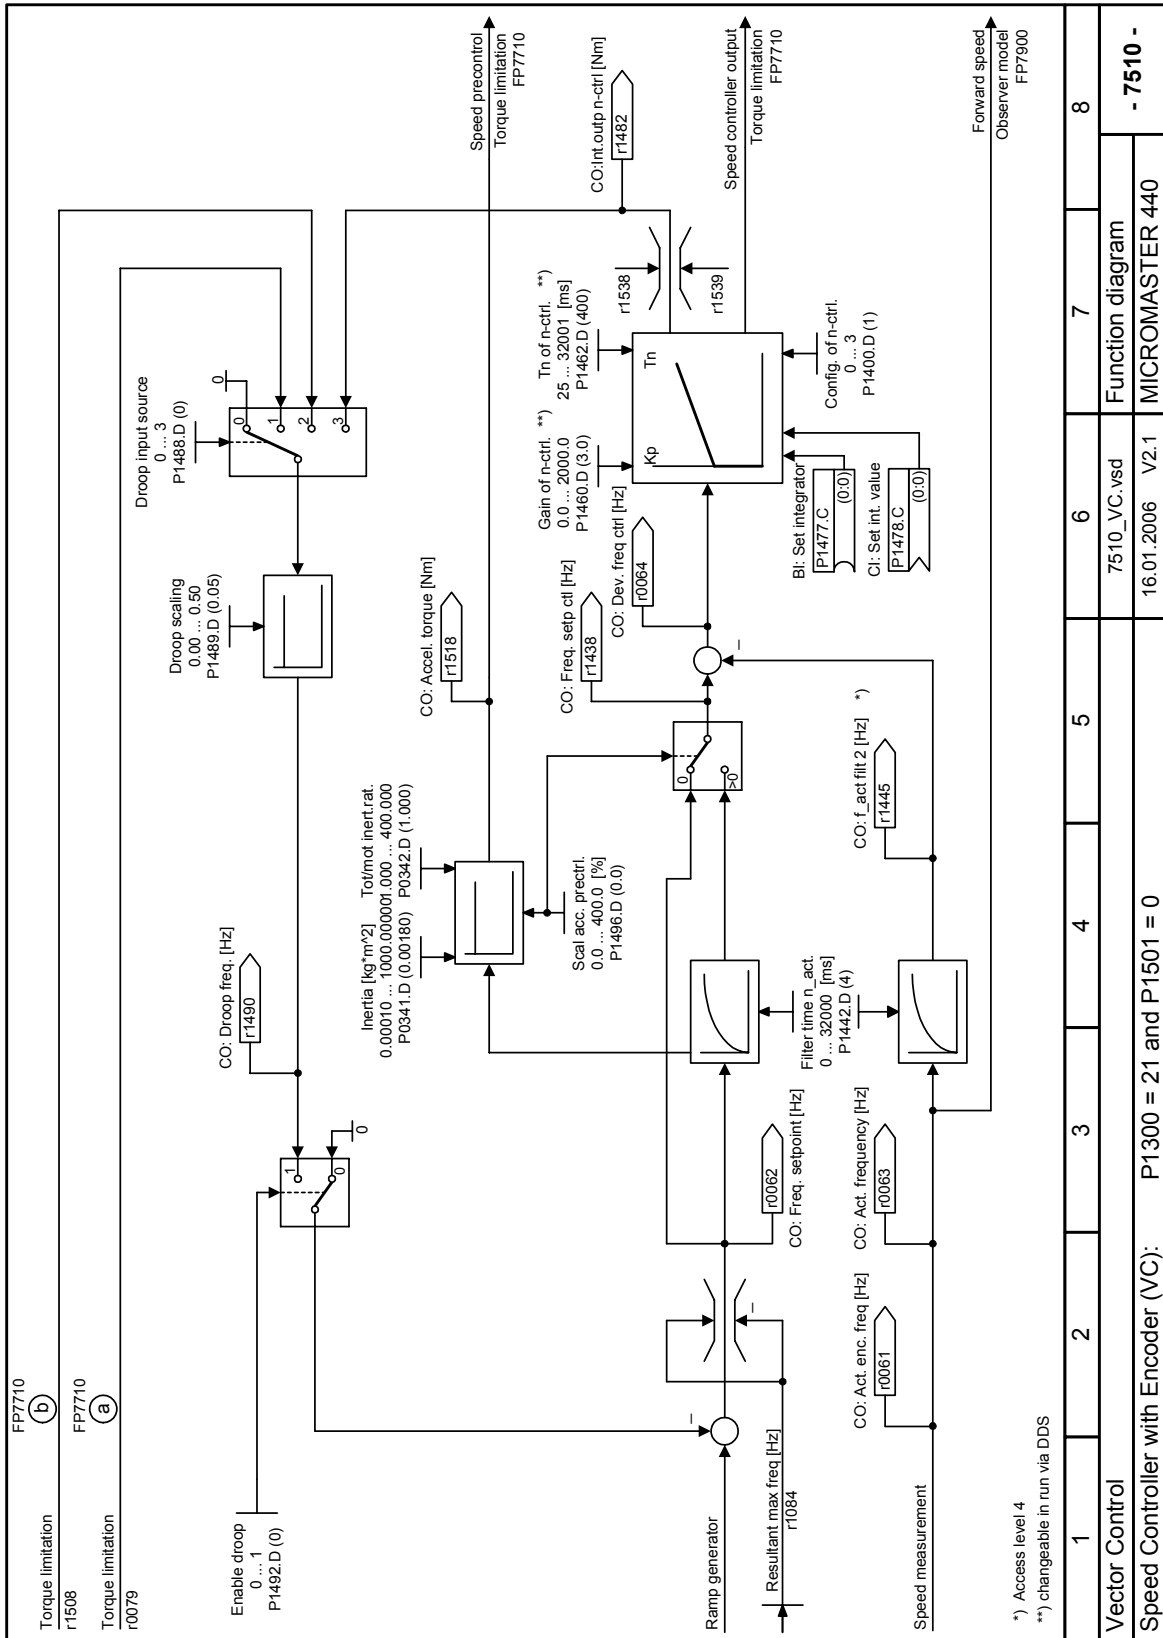 FP7710
b
Torque limitation
r1508
FP7710
a
Torque limitation
r0079
Enable droop
0 ... 1
P1492.D (0)
1
0
0
CO: Droop freq. [Hz]
r1490
Droop scaling
0.00 ... 0.50
P1489.D (0.05)
Droop input source
0 ... 3
P1488.D (0)
0
0
1
2
3
Inertia [kg*m^2]
0.00010 ... 1000.00000
P0341.D (0.00180)
Tot/mot inert.rat.
1.000 ... 400.000
P0342.D (1.000)
CO: Accel. torque [Nm]
r1518
Speed precontrol
Torque limitation
FP7710
Scal acc. prectrl.
0.0 ... 400.0 [%]
P1496.D (0.0)
CO: Freq. setp ctl [Hz]
r1438
CO: Dev. freq ctrl [Hz]
r0064
Gain of n-ctrl. **)
0.0 ... 2000.0
P1460.D (3.0)
Tn of n-ctrl. **)
25 ... 32001 [ms]
P1462.D (400)
Kp
Tn
r1538
r1539
CO:Int.outp n-ctrl [Nm]
r1482
Speed controller output
Torque limitation
FP7710
Ramp generator
–
–
Resultant max freq [Hz]
r1084
r0062
CO: Freq. setpoint [Hz]
Filter time n_act.
0 ... 32000 [ms]
P1442.D (4)
0
>0
–
BI: Set integrator
P1477.C
(0:0)
CI: Set int. value
P1478.C
(0:0)
Config. of n-ctrl.
0 ... 3
P1400.D (1)
Speed measurement
CO: Act. enc. freq [Hz]
r0061
CO: Act. frequency [Hz]
r0063
CO: f_act filt 2 [Hz] *)
r1445
Forward speed
Observer model
FP7900
*) Access level 4
**) changeable in run via DDS
1 2 3 4 5 6 7 8
Vector Control
7510_VC.vsd
Function diagram
- 7510 -
Speed Controller with Encoder (VC): P1300 = 21 and P1501 = 0
16.01.2006 V2.1
MICROMASTER 440